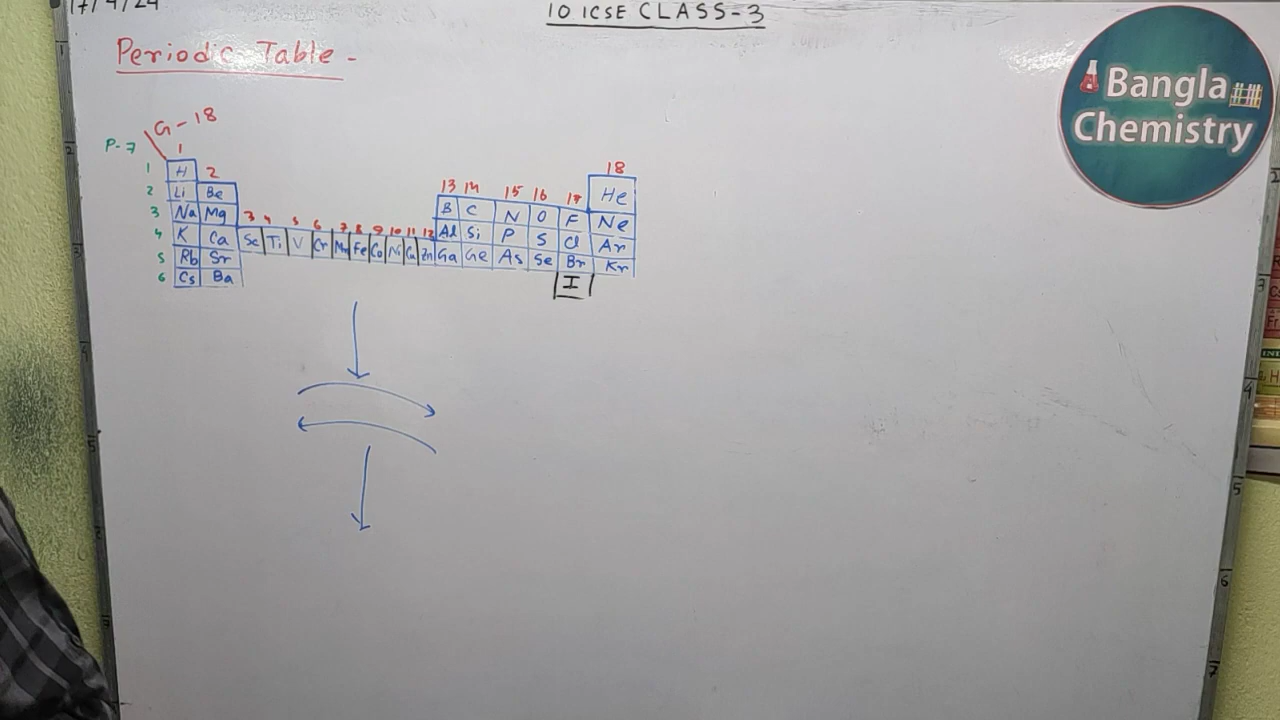 17/4/24
10 ICSE CLASS-3
Bangla
Chemistry
Periodic Table -
G-18
P-7
1 2 3 4 5 6 7 8 9 10 11 12 13 14 15 16 17 18
1 H He
2 Li Be B C N O F Ne
3 Na Mg Al Si P S Cl Ar
4 K Ca Sc Ti V Cr Mn Fe Co Ni Cu Zn Ga Ge As Se Br Kr
5 Rb Sr I
6 Cs Ba